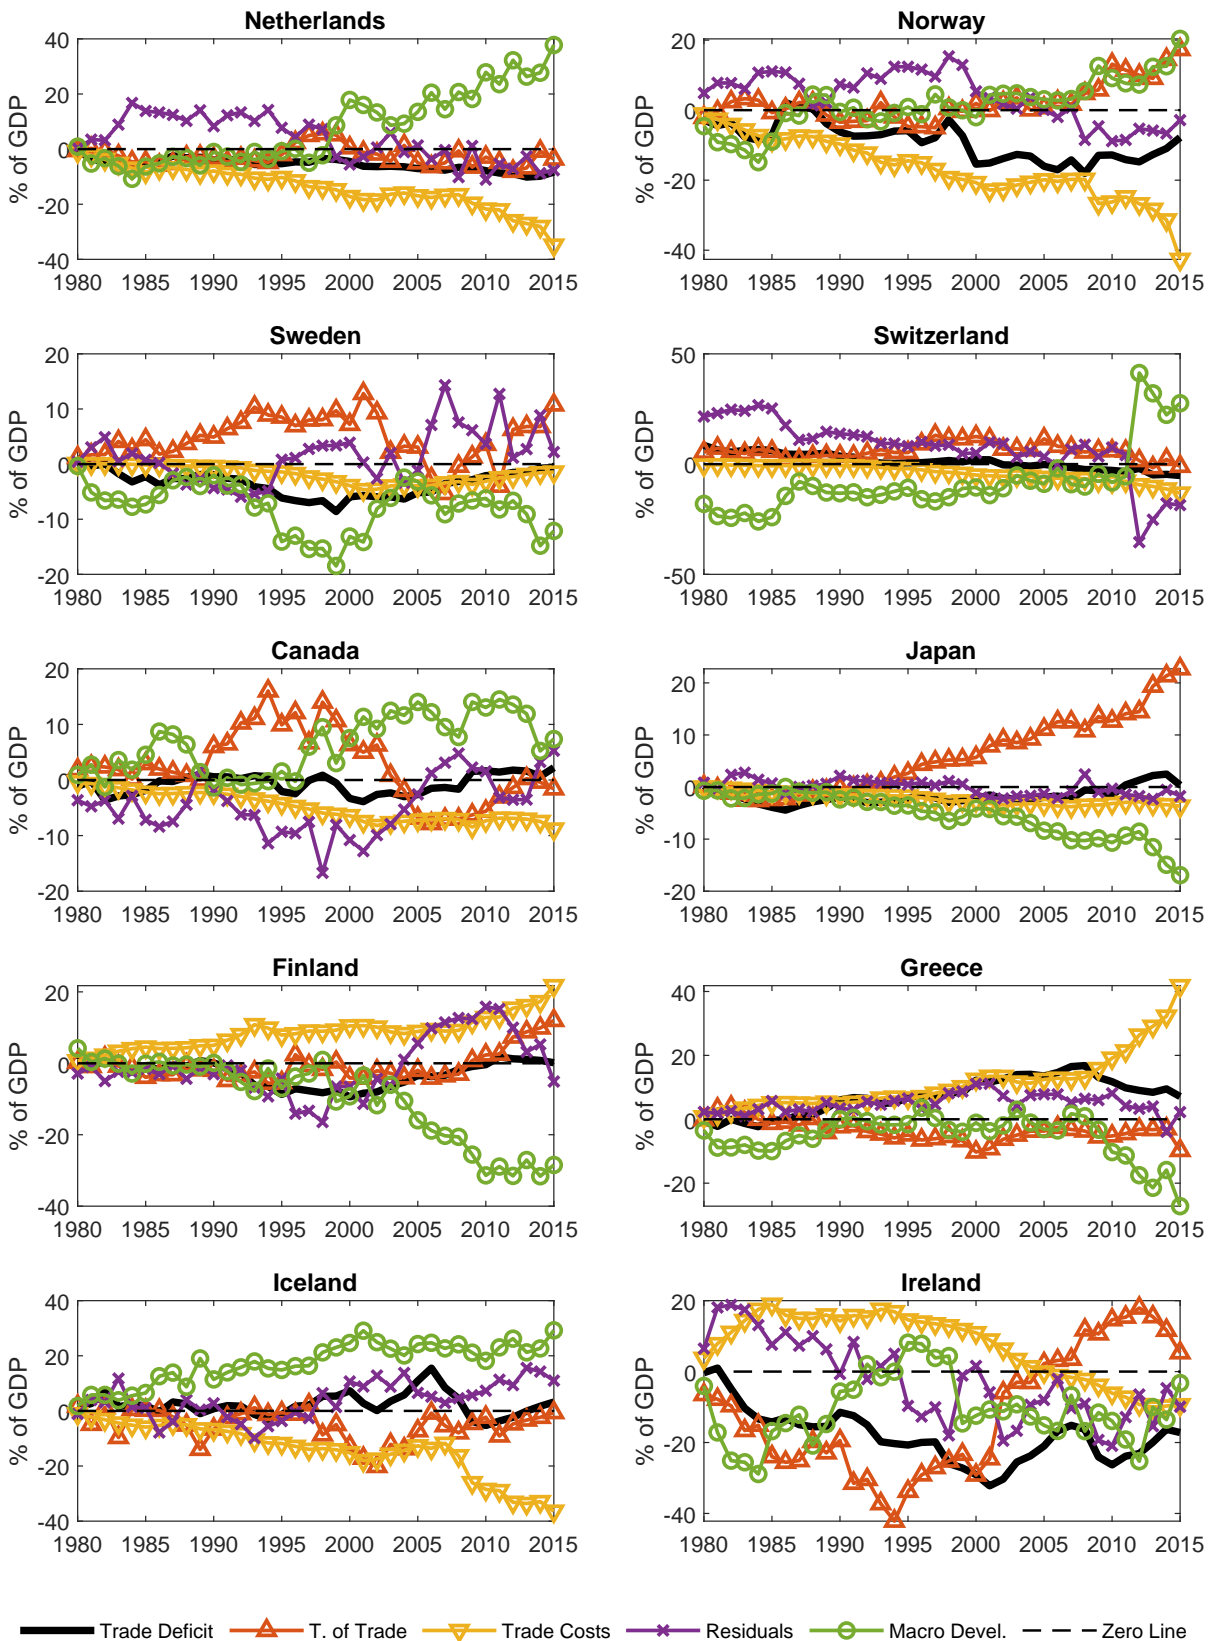 Netherlands
% of GDP
40
20
0
-20
-40
1980 1985 1990 1995 2000 2005 2010 2015
Norway
% of GDP
20
0
-20
-40
1980 1985 1990 1995 2000 2005 2010 2015
Sweden
% of GDP
20
10
0
-10
-20
1980 1985 1990 1995 2000 2005 2010 2015
Switzerland
% of GDP
50
0
-50
1980 1985 1990 1995 2000 2005 2010 2015
Canada
% of GDP
20
10
0
-10
-20
1980 1985 1990 1995 2000 2005 2010 2015
Japan
% of GDP
20
10
0
-10
-20
1980 1985 1990 1995 2000 2005 2010 2015
Finland
% of GDP
20
0
-20
-40
1980 1985 1990 1995 2000 2005 2010 2015
Greece
% of GDP
40
20
0
-20
1980 1985 1990 1995 2000 2005 2010 2015
Iceland
% of GDP
40
20
0
-20
-40
1980 1985 1990 1995 2000 2005 2010 2015
Ireland
% of GDP
20
0
-20
-40
1980 1985 1990 1995 2000 2005 2010 2015
Trade Deficit T. of Trade Trade Costs Residuals Macro Devel. Zero Line